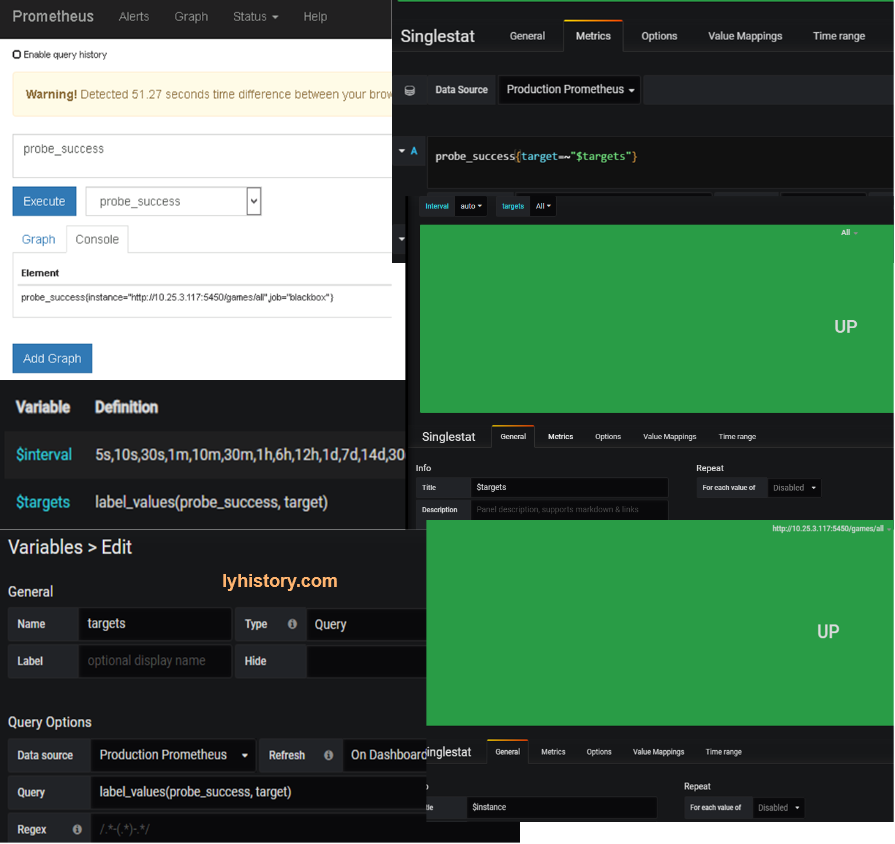 Prometheus Alerts Graph Status Help
Enable query history
Warning! Detected 51.27 seconds time difference between your brow
probe_success
Execute probe_success
Graph Console
Element
probe_success{instance="http://10.25.3.117:5450/games/all",job="blackbox"}
Add Graph
Singlestat General Metrics Options Value Mappings Time range
Data Source Production Prometheus
A probe_success{target=~"$targets"}
Interval auto targets All
All
UP
Singlestat General Metrics Options Value Mappings Time range
Info Repeat
Title $targets For each value of Disabled
Description Panel description, supports markdown & links
Variable Definition
$interval 5s,10s,30s,1m,10m,30m,1h,6h,12h,1d,7d,14d,30
$targets label_values(probe_success, target)
Variables > Edit
lyhistory.com
General
Name targets Type Query
Label optional display name Hide
Query Options
Data source Production Prometheus Refresh On Dashboard
Query label_values(probe_success, target)
Regex /.*-(.*)-.*/
http://10.25.3.117:5450/games/all
UP
inglestat General Metrics Options Value Mappings Time range
Repeat
tle $instance For each value of Disabled